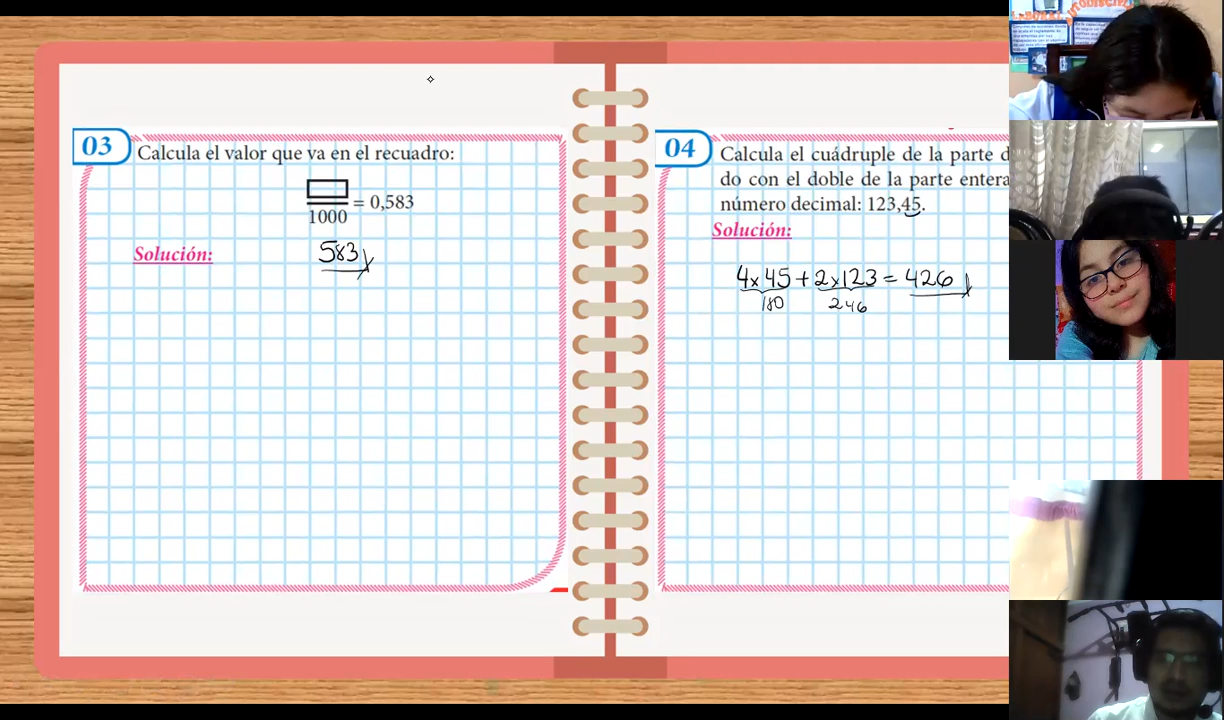 03
Calcula el valor que va en el recuadro:
1000
= 0,583
Solución:
583
04
Calcula el cuádruple de la parte d
do con el doble de la parte entera
número decimal: 123,45.
Solución:
4x45 + 2x123 = 426
180 246